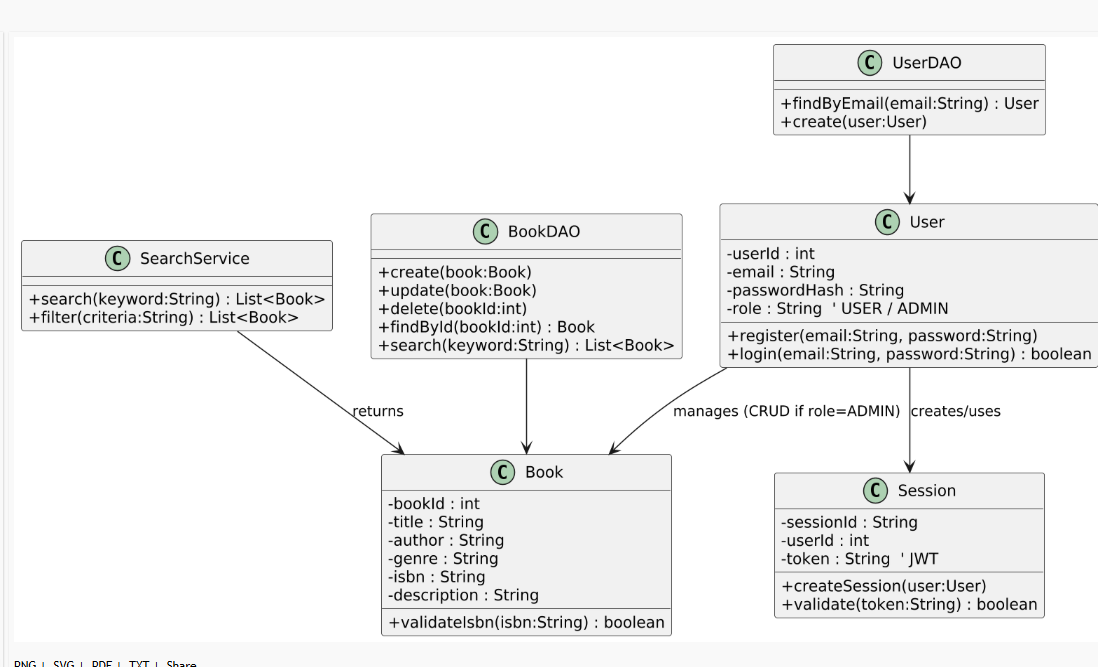 C UserDAO
+findByEmail(email:String) : User
+create(user:User)
C SearchService
+search(keyword:String) : List<Book>
+filter(criteria:String) : List<Book>
C BookDAO
+create(book:Book)
+update(book:Book)
+delete(bookId:int)
+findById(bookId:int) : Book
+search(keyword:String) : List<Book>
C User
-userId : int
-email : String
-passwordHash : String
-role : String ' USER / ADMIN
+register(email:String, password:String)
+login(email:String, password:String) : boolean
returns
manages (CRUD if role=ADMIN)
creates/uses
C Book
-bookId : int
-title : String
-author : String
-genre : String
-isbn : String
-description : String
+validateIsbn(isbn:String) : boolean
C Session
-sessionId : String
-userId : int
-token : String ' JWT
+createSession(user:User)
+validate(token:String) : boolean
PNG | SVG | PDF | TXT | Share